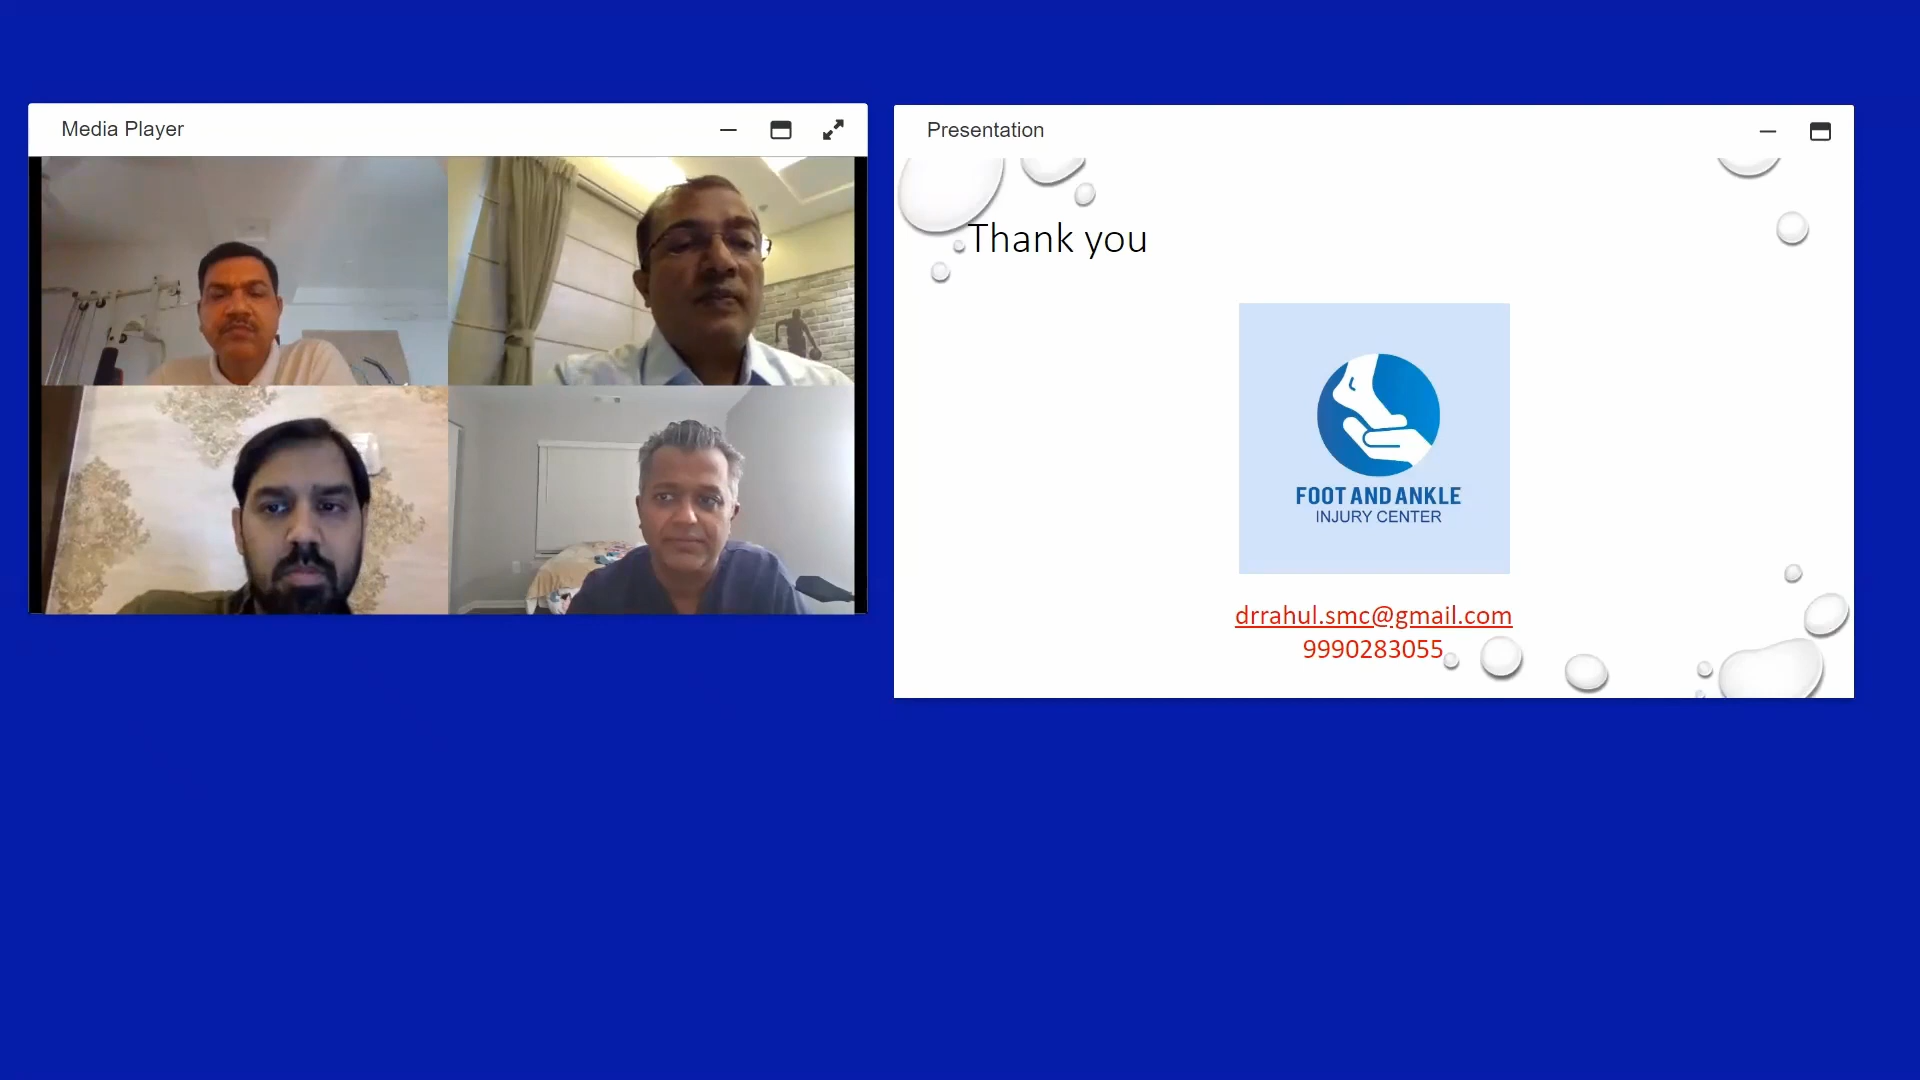 Media Player
Presentation
Thank you
FOOT AND ANKLE
INJURY CENTER
drrahul.smc@gmail.com
9990283055